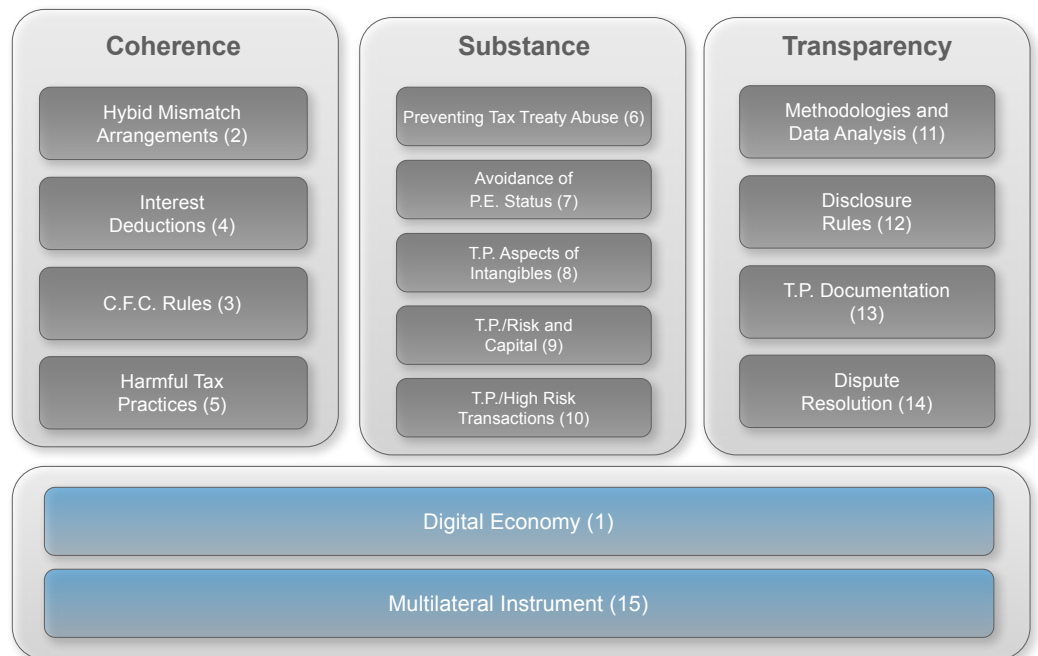 Coherence
Hybid Mismatch
Arrangements (2)
Interest
Deductions (4)
C.F.C. Rules (3)
Harmful Tax
Practices (5)
Substance
Preventing Tax Treaty Abuse (6)
Avoidance of
P.E. Status (7)
T.P. Aspects of
Intangibles (8)
T.P./Risk and
Capital (9)
T.P./High Risk
Transactions (10)
Transparency
Methodologies and
Data Analysis (11)
Disclosure
Rules (12)
T.P. Documentation
(13)
Dispute
Resolution (14)
Digital Economy (1)
Multilateral Instrument (15)